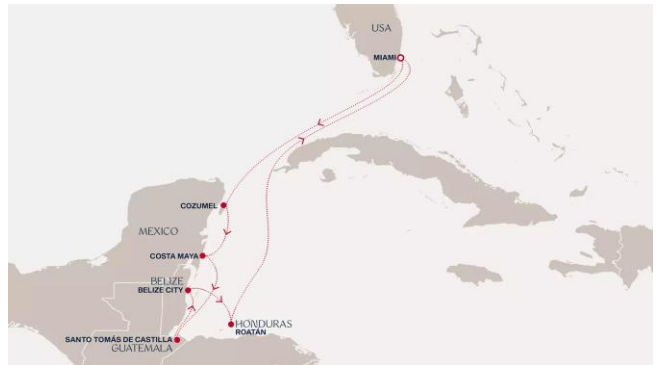 USA
MIAMI
COZUMEL
MEXICO
COSTA MAYA
BELIZE
BELIZE CITY
HONDURAS
ROATÁN
SANTO TOMÁS DE CASTILLA
GUATEMALA